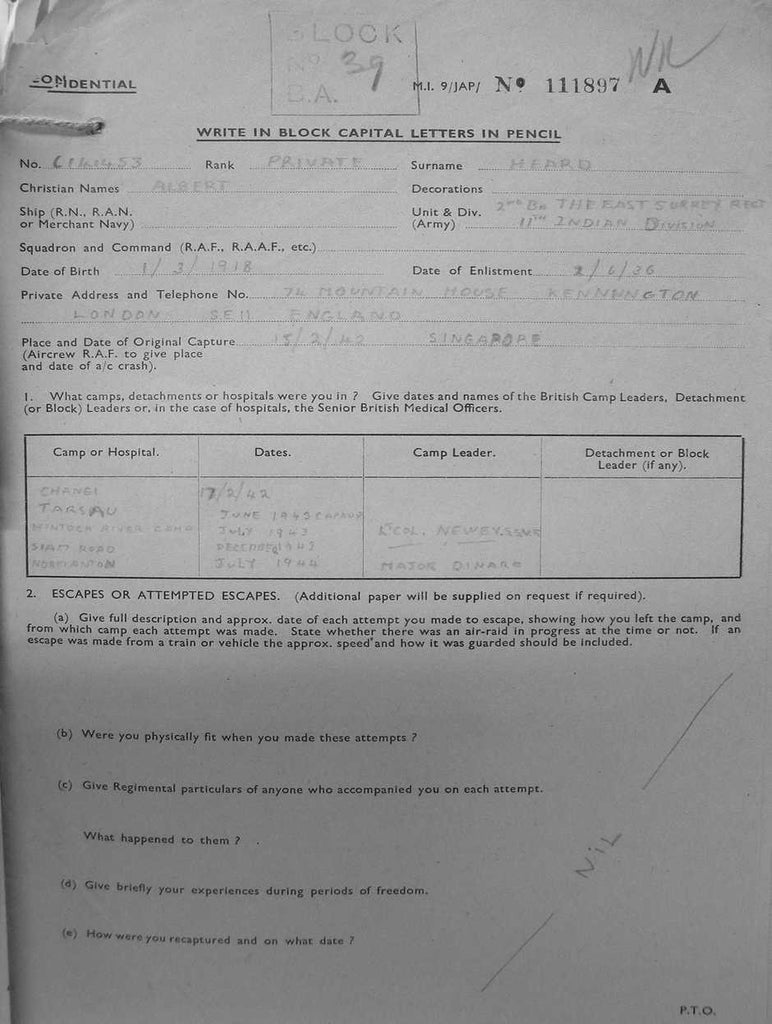 BLOCK
No 39
B.A.
CONFIDENTIAL
M.I. 9/JAP/ No 111897 A
Nil
WRITE IN BLOCK CAPITAL LETTERS IN PENCIL
No. Rank PRIVATE Surname HEARD
Christian Names ALBERT Decorations
Ship (R.N., R.A.N. or Merchant Navy) Unit & Div. (Army) 2nd Bn THE EAST SURREY REGT
11TH INDIAN DIVISION
Squadron and Command (R.A.F., R.A.A.F., etc.)
Date of Birth 1/3/1918 Date of Enlistment 2/6/36
Private Address and Telephone No. 74 MOUNTAIN HOUSE KENNINGTON
LONDON SE11 ENGLAND
Place and Date of Original Capture 15/2/42 SINGAPORE
(Aircrew R.A.F. to give place
and date of a/c crash).
1. What camps, detachments or hospitals were you in ? Give dates and names of the British Camp Leaders, Detachment
(or Block) Leaders or, in the case of hospitals, the Senior British Medical Officers.
Camp or Hospital. Dates. Camp Leader. Detachment or Block
Leader (if any).
CHANGI 17/2/42
TARSAU JUNE 1943
RIVER CAMP JULY 1943 NEWEY
SIAM ROAD DECEMBER 1943
NORMANTON JULY 1944 MAJOR
2. ESCAPES OR ATTEMPTED ESCAPES. (Additional paper will be supplied on request if required).
(a) Give full description and approx. date of each attempt you made to escape, showing how you left the camp, and
from which camp each attempt was made. State whether there was an air-raid in progress at the time or not. If an
escape was made from a train or vehicle the approx. speed and how it was guarded should be included.
(b) Were you physically fit when you made these attempts ?
(c) Give Regimental particulars of anyone who accompanied you on each attempt.
What happened to them ?
NiL
(d) Give briefly your experiences during periods of freedom.
(e) How were you recaptured and on what date ?
P.T.O.